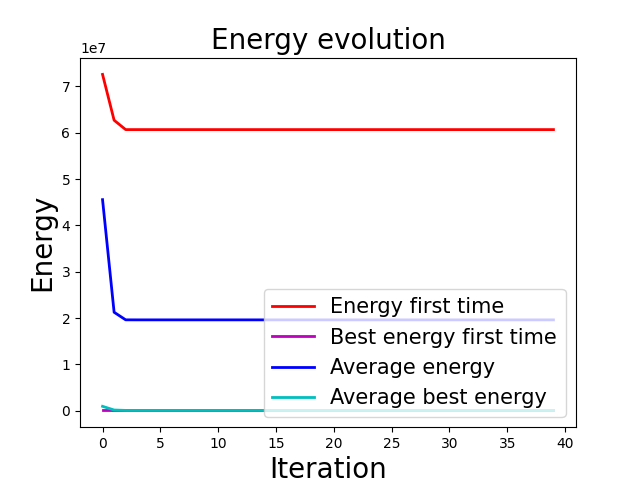 Energy evolution
1e7
7
6
5
4
3
2
1
0
Energy
Energy first time
Best energy first time
Average energy
Average best energy
0 5 10 15 20 25 30 35 40
Iteration